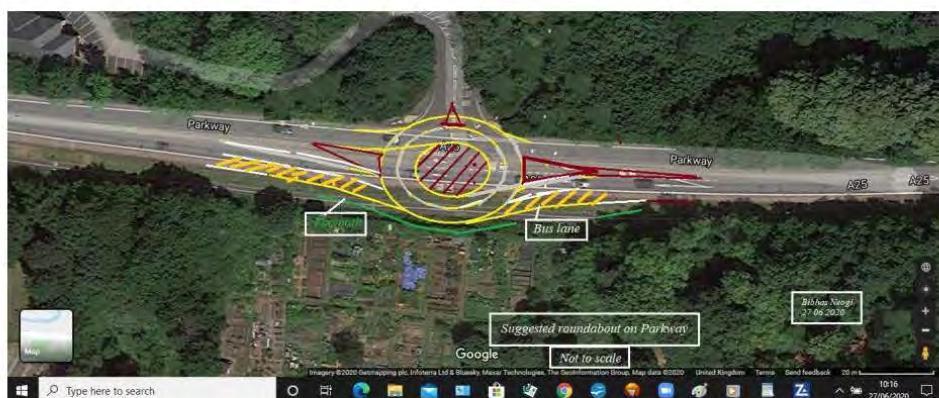 Parkway
Parkway
A25
A25
Bus lane
Bibhas Neogi
27 06 2020
Suggested roundabout on Parkway
Google
Not to scale
Map
Imagery ©2020 Getmapping plc, Infoterra Ltd & Bluesky, Maxar Technologies, The GeoInformation Group, Map data ©2020 United Kingdom Terms Send feedback 20 m
Type here to search
10:16
27/06/2020